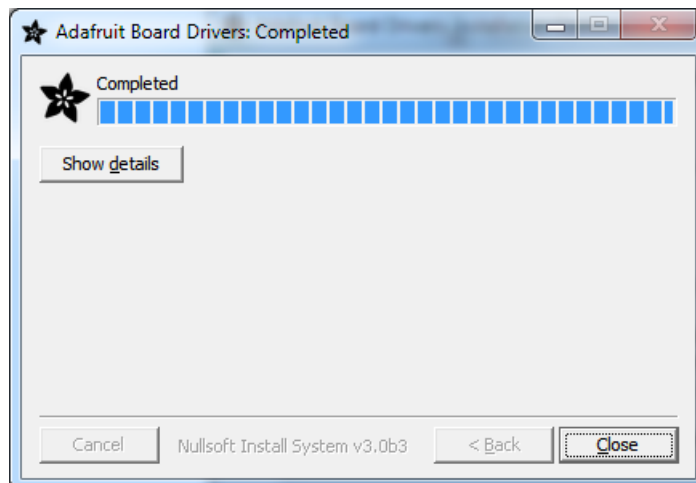 Adafruit Board Drivers: Completed
Completed
Show details
Cancel
Nullsoft Install System v3.0b3
< Back
Close